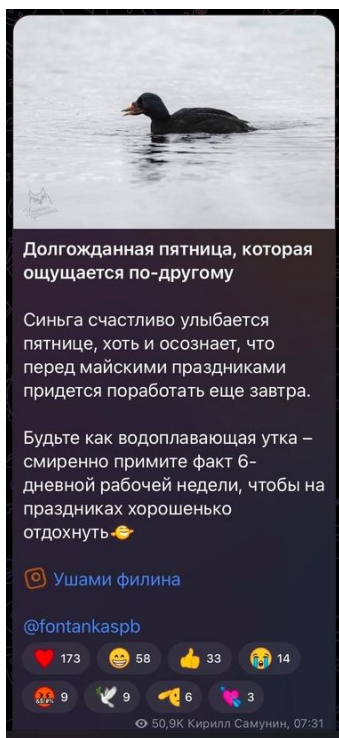 Долгожданная пятница, которая
ощущается по-другому
Синьга счастливо улыбается
пятнице, хоть и осознает, что
перед майскими праздниками
придется поработать еще завтра.
Будьте как водоплавающая утка –
смиренно примите факт 6-
дневной рабочей недели, чтобы на
праздниках хорошенько
отдохнуть
Ушами филина
@fontankaspb
173 58 33 14
9 9 6 3
50,9K Кирилл Самунин, 07:31